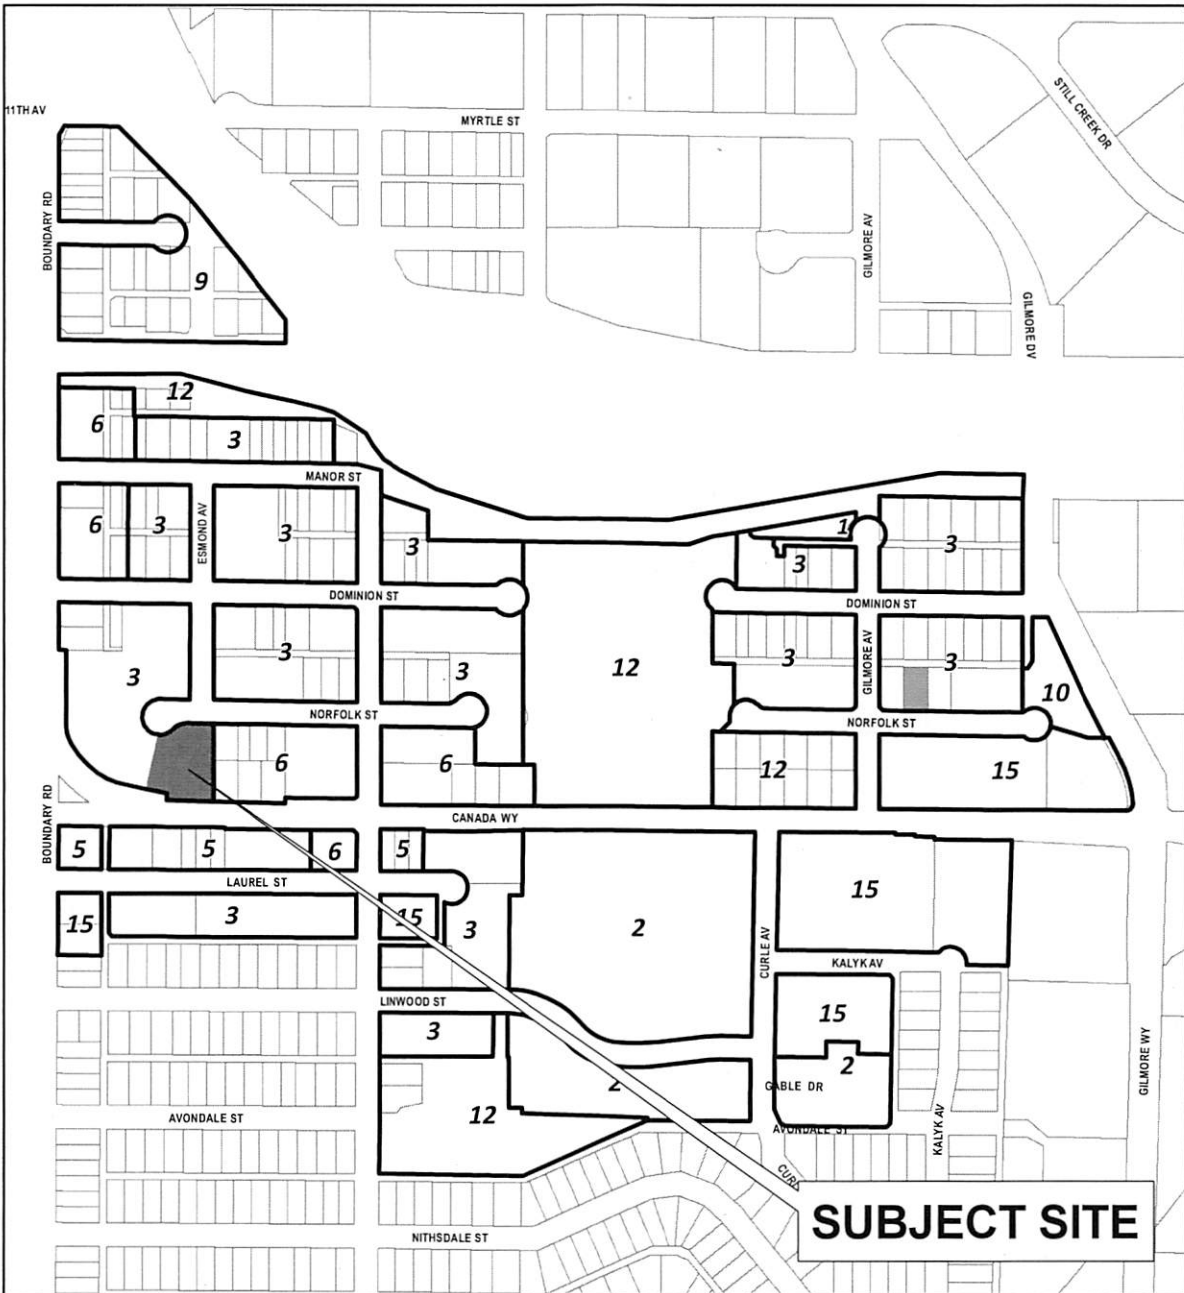 11TH AV
MYRTLE ST
STILL CREEK DR
BOUNDARY RD
GILMORE AV
9
GILMORE DV
12
6
3
MANOR ST
6
3
ESMOND AV
3
3
1
3
3
DOMINION ST
DOMINION ST
3
3
3
12
3
GILMORE AV
3
10
NORFOLK ST
NORFOLK ST
6
6
12
15
BOUNDARY RD
CANADA WY
5
5
6
5
LAUREL ST
15
3
15
3
2
CURLE AV
15
KALYK AV
LINWOOD ST
3
15
2
2
GABLE DR
GILMORE WY
12
AVONDALE ST
AVONDALE ST
KALYK AV
SUBJECT SITE
NITHSDALE ST